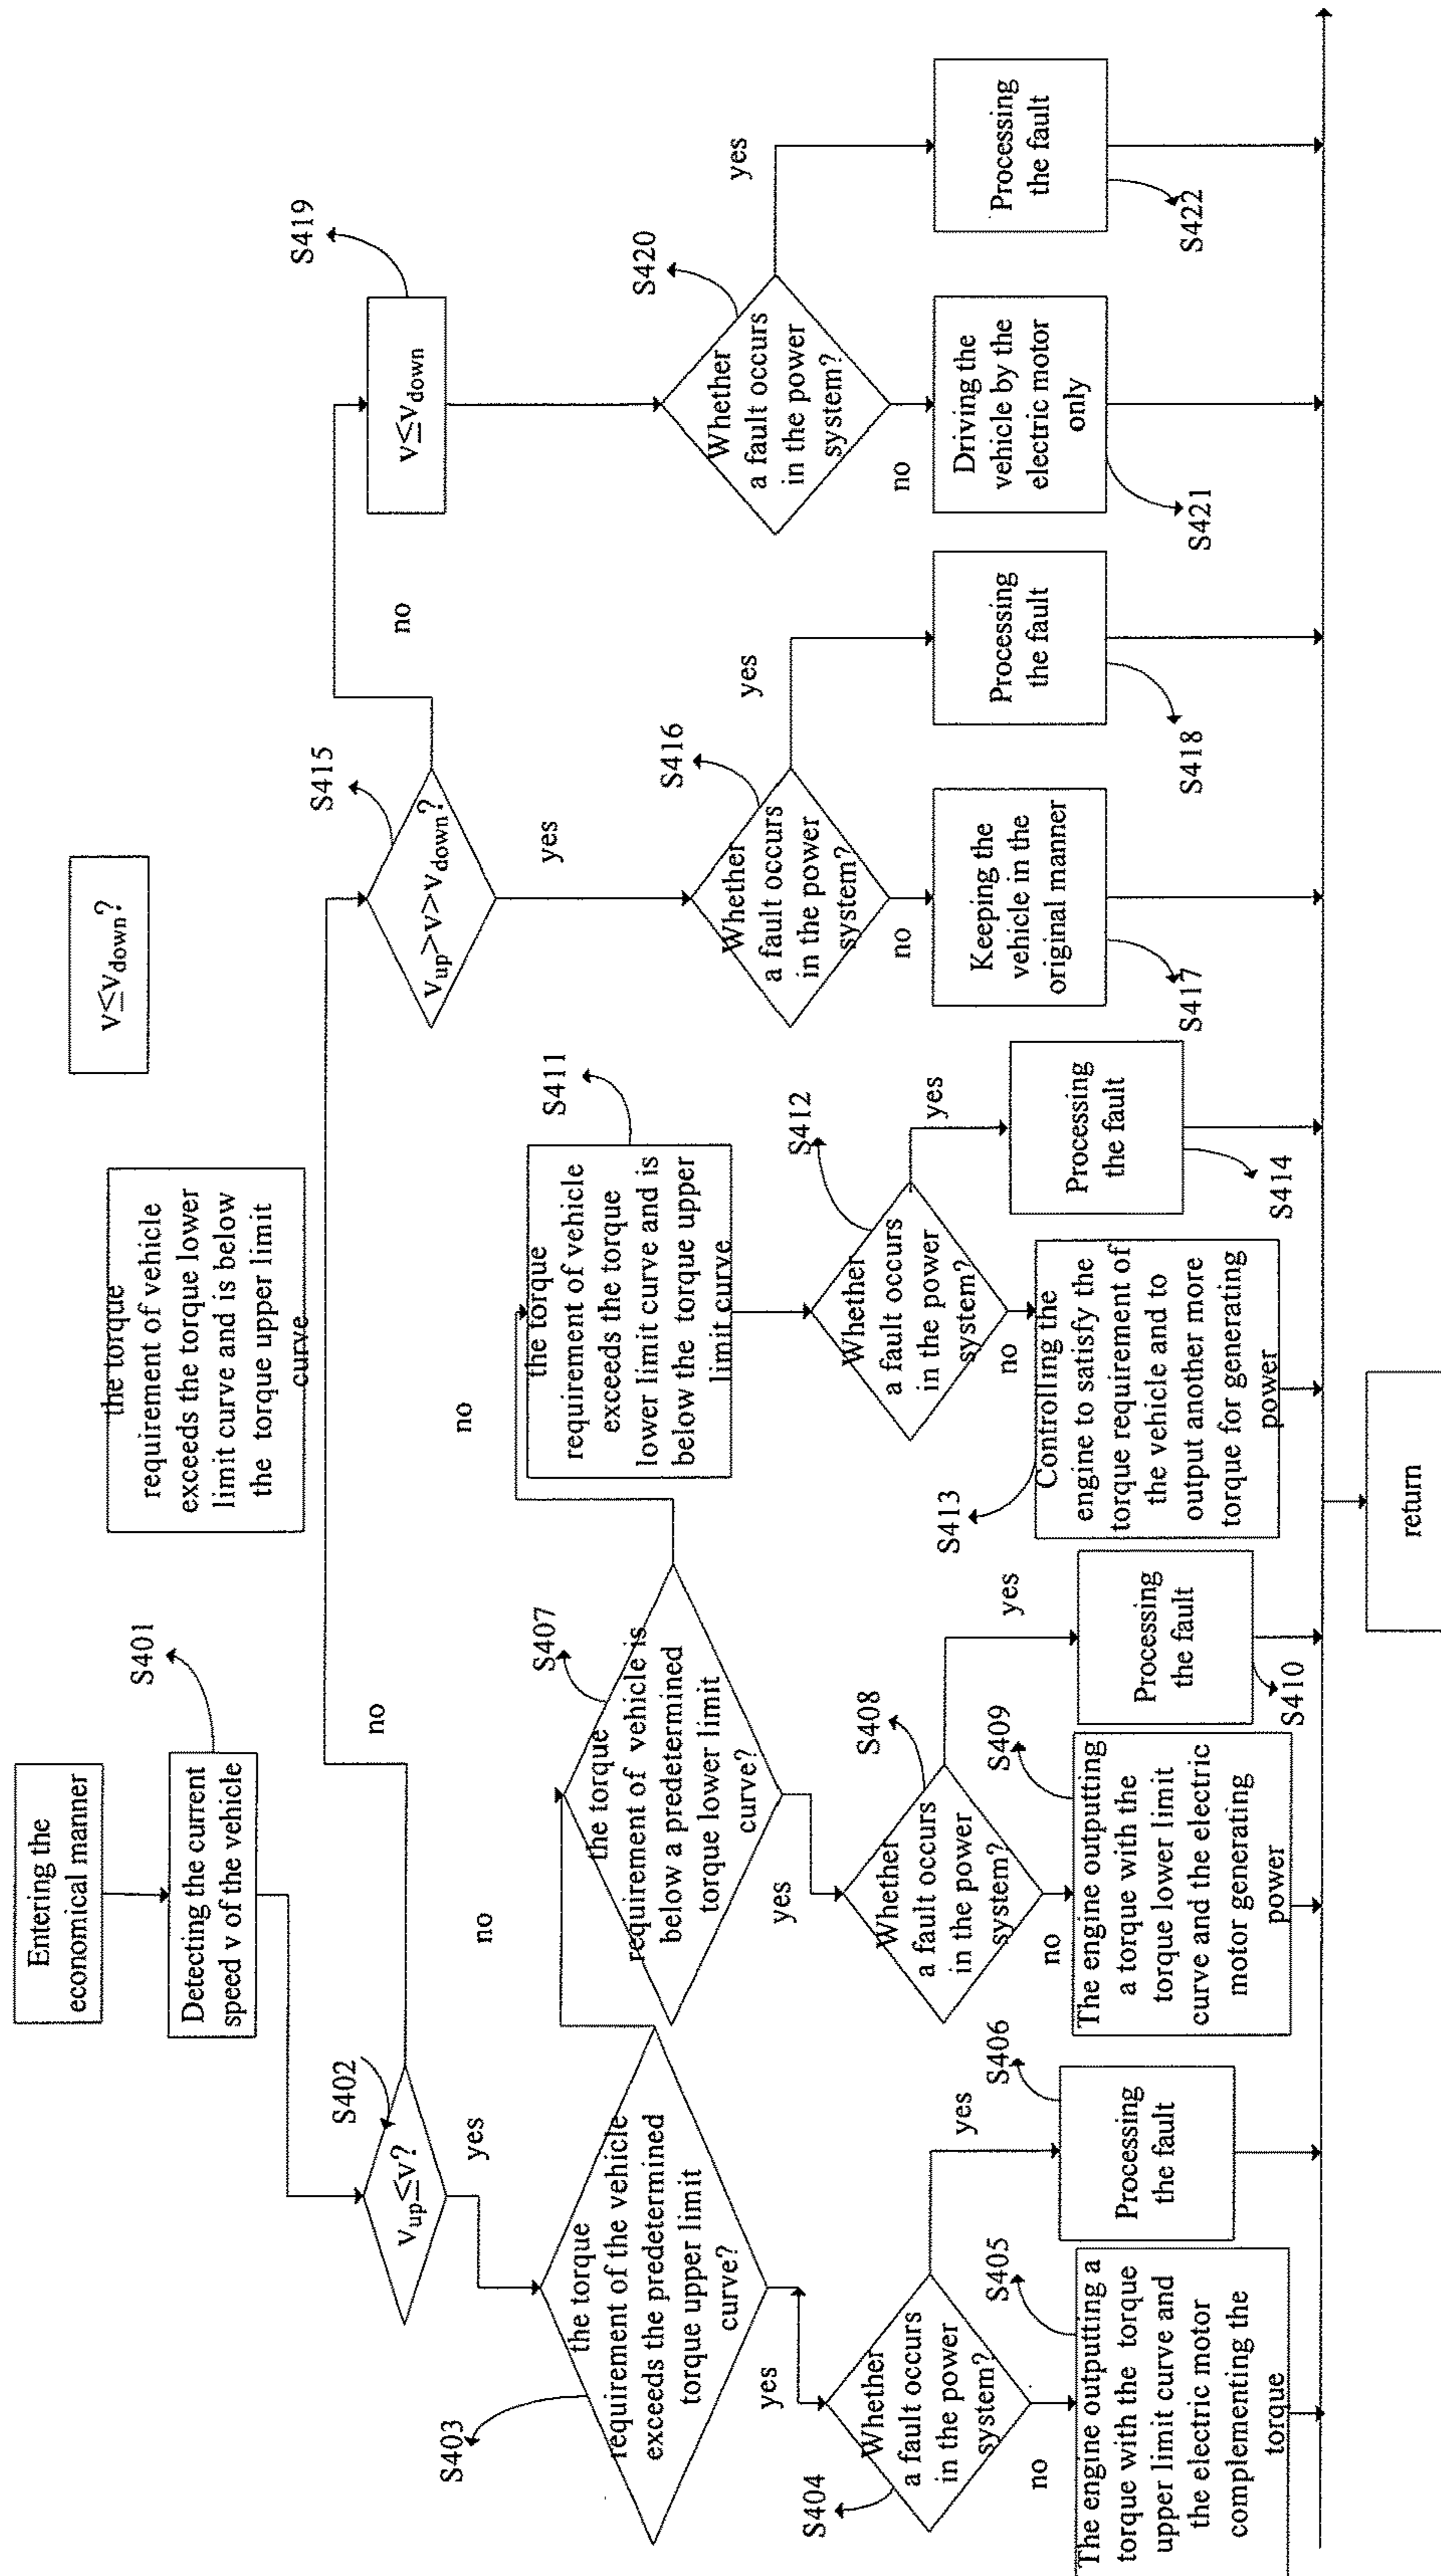 Entering the
economical manner
S401
Detecting the current
speed v of the vehicle
S402
vup≤v?
no
yes
S403
the torque
requirement of the vehicle
exceeds the predetermined
torque upper limit
curve?
no
yes
S404
Whether
a fault occurs
in the power
system?
no
yes
S405
The engine outputting a
torque with the torque
upper limit curve and
the electric motor
complementing the
torque
S406
Processing
the fault
S407
the torque
requirement of vehicle is
below a predetermined
torque lower limit
curve?
no
yes
S408
Whether
a fault occurs
in the power
system?
no
yes
S409
The engine outputting
a torque with the
torque lower limit
curve and the electric
motor generating
power
S410
Processing
the fault
the torque
requirement of vehicle
exceeds the torque lower
limit curve and is below
the torque upper limit
curve
S411
the torque
requirement of vehicle
exceeds the torque
lower limit curve and is
below the torque upper
limit curve
S412
Whether
a fault occurs
in the power
system?
no
yes
S413
Controlling the
engine to satisfy the
torque requirement of
the vehicle and to
output another more
torque for generating
power
S414
Processing
the fault
v≤vdown?
S415
vup>v>vdown?
no
yes
S416
Whether
a fault occurs
in the power
system?
no
yes
S417
Keeping the
vehicle in the
original manner
S418
Processing
the fault
S419
v≤vdown
S420
Whether
a fault occurs
in the power
system?
no
yes
S421
Driving the
vehicle by the
electric motor
only
S422
Processing
the fault
return